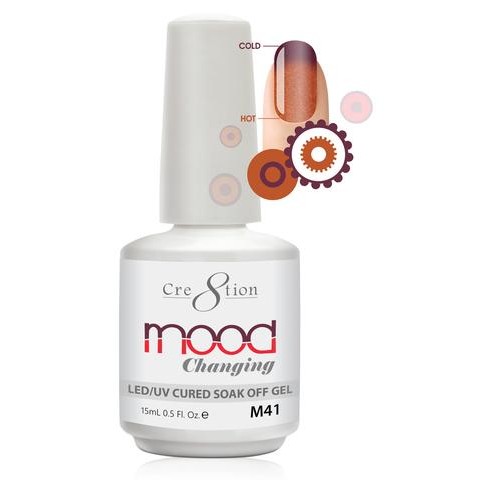 COLD
HOT
Cre8tion
mood
Changing
LED/UV CURED SOAK OFF GEL
15mL 0.5 Fl. Oz.e
M41